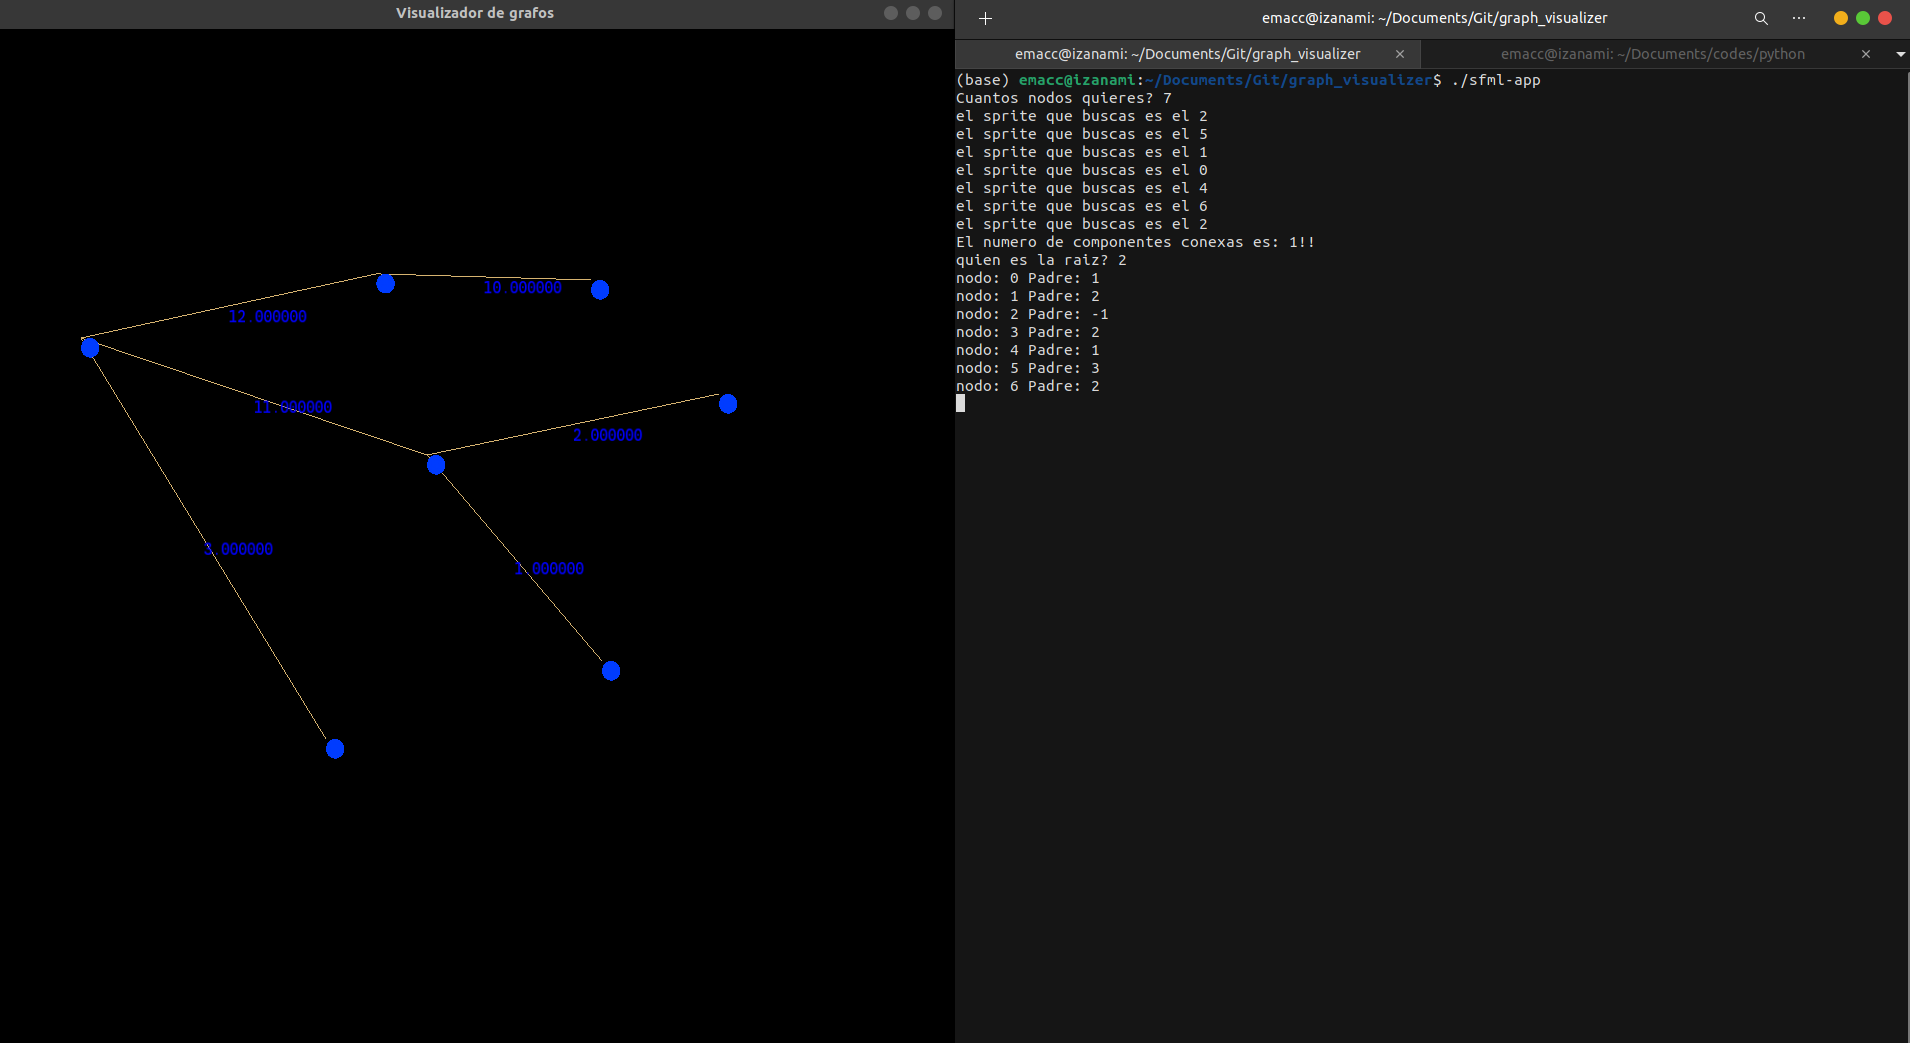 Visualizador de grafos
10.000000
12.000000
11.000000
2.000000
3.000000
1.000000
emacc@izanami: ~/Documents/Git/graph_visualizer
emacc@izanami: ~/Documents/Git/graph_visualizer
emacc@izanami: ~/Documents/codes/python
(base) emacc@izanami:~/Documents/Git/graph_visualizer$ ./sfml-app
Cuantos nodos quieres? 7
el sprite que buscas es el 2
el sprite que buscas es el 5
el sprite que buscas es el 1
el sprite que buscas es el 0
el sprite que buscas es el 4
el sprite que buscas es el 6
el sprite que buscas es el 2
El numero de componentes conexas es: 1!!
quien es la raiz? 2
nodo: 0 Padre: 1
nodo: 1 Padre: 2
nodo: 2 Padre: -1
nodo: 3 Padre: 2
nodo: 4 Padre: 1
nodo: 5 Padre: 3
nodo: 6 Padre: 2